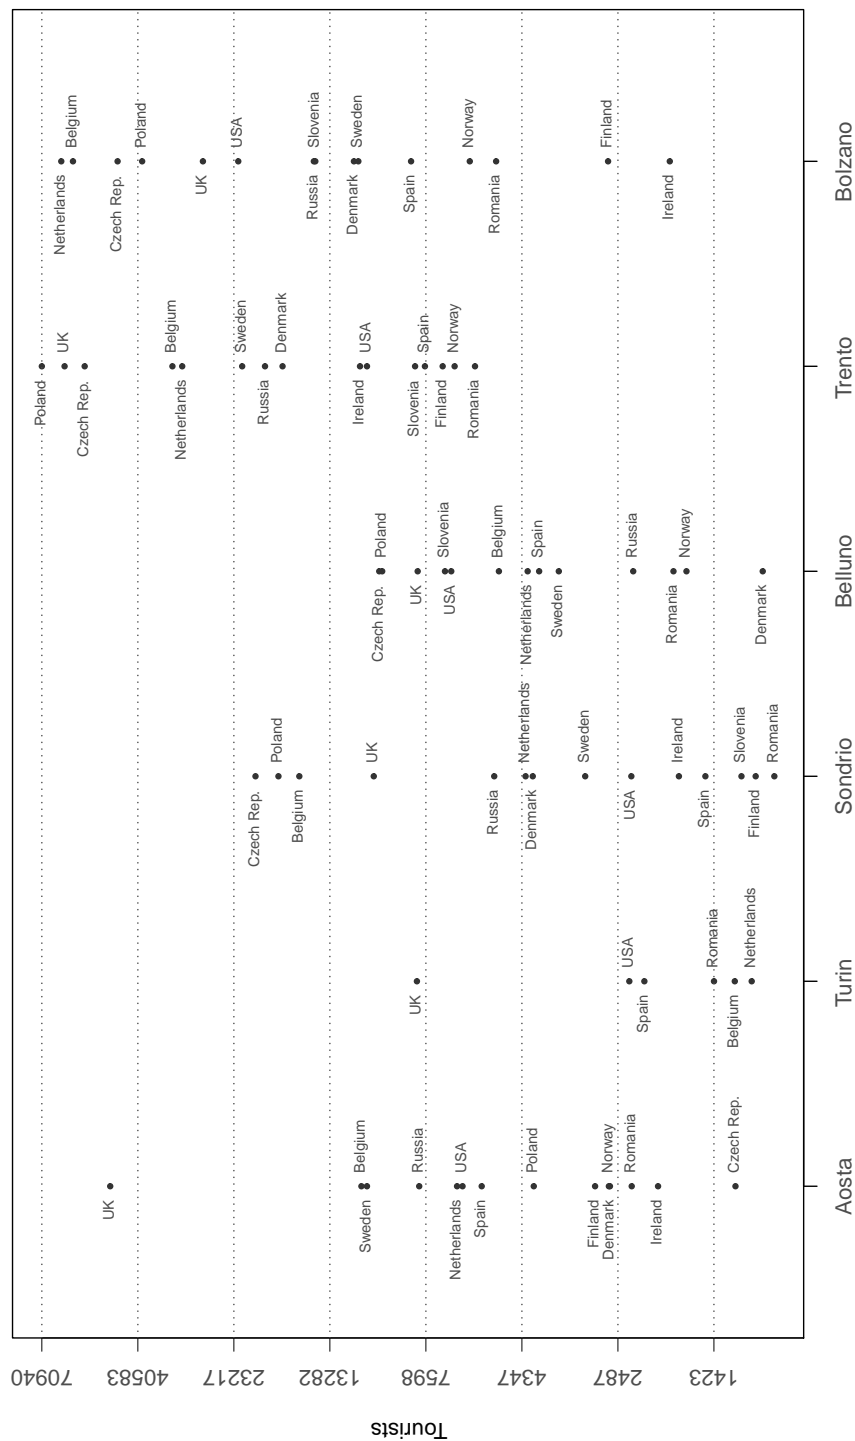 Tourists
70940
40583
23217
13282
7598
4347
2487
1423
Aosta
Turin
Sondrio
Belluno
Trento
Bolzano
UK
Belgium
Sweden
Russia
USA
Netherlands
Spain
Poland
Finland
Norway
Denmark
Romania
Ireland
Czech Rep.
UK
USA
Spain
Romania
Belgium
Netherlands
Czech Rep.
Poland
Belgium
UK
Russia
Netherlands
Denmark
Sweden
USA
Ireland
Spain
Slovenia
Finland
Romania
Czech Rep.
Poland
UK
Slovenia
USA
Belgium
Netherlands
Spain
Sweden
Russia
Romania
Norway
Denmark
Poland
UK
Czech Rep.
Belgium
Netherlands
Sweden
Russia
Denmark
Ireland
USA
Slovenia
Spain
Finland
Norway
Romania
Netherlands
Belgium
Czech Rep.
Poland
UK
USA
Russia
Slovenia
Denmark
Sweden
Spain
Norway
Romania
Finland
Ireland